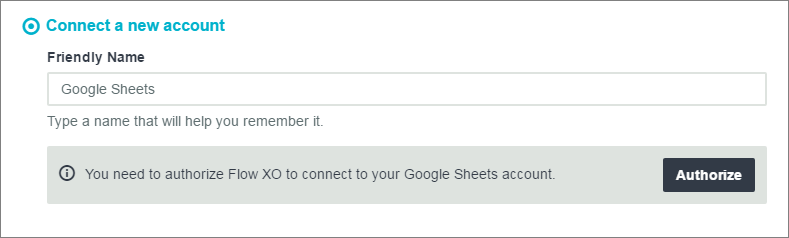 Connect a new account
Friendly Name
Google Sheets
Type a name that will help you remember it.
You need to authorize Flow XO to connect to your Google Sheets account.
Authorize